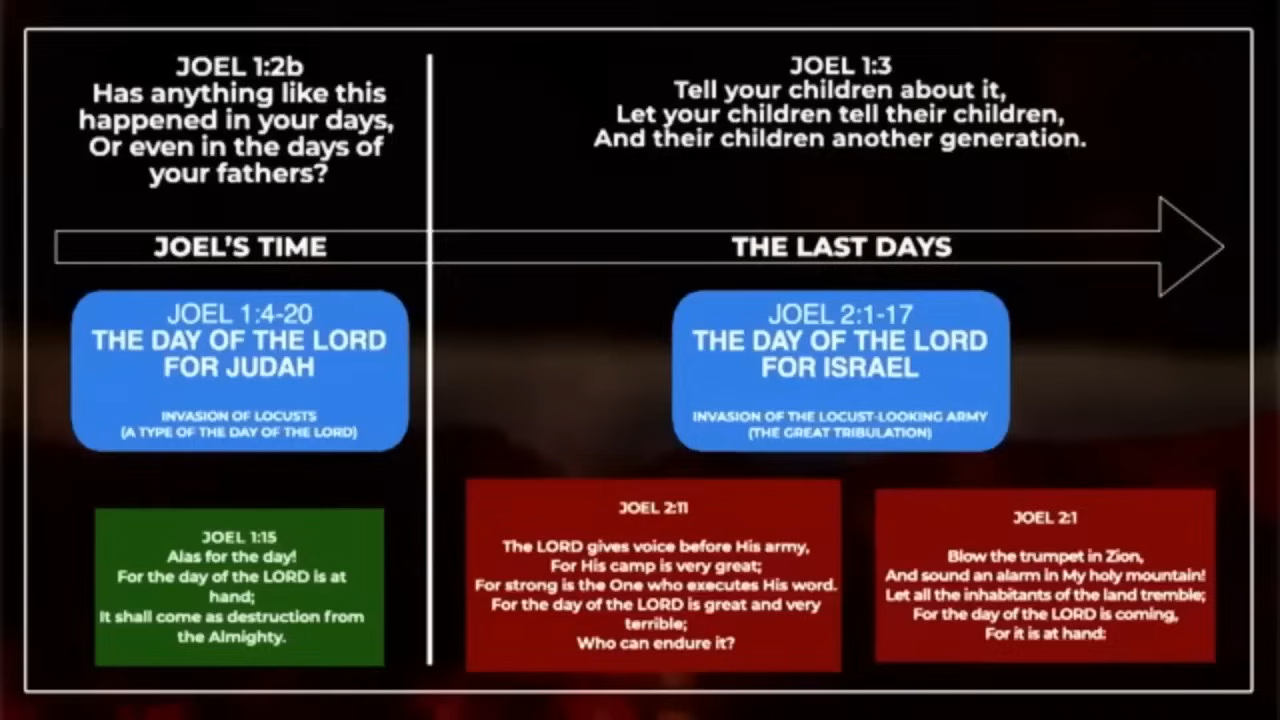 JOEL 1:2b
Has anything like this
happened in your days,
Or even in the days of
your fathers?
JOEL 1:3
Tell your children about it,
Let your children tell their children,
And their children another generation.
JOEL'S TIME
THE LAST DAYS
JOEL 1:4-20
THE DAY OF THE LORD
FOR JUDAH
INVASION OF LOCUSTS
(A TYPE OF THE DAY OF THE LORD)
JOEL 2:1-17
THE DAY OF THE LORD
FOR ISRAEL
INVASION OF THE LOCUST-LOOKING ARMY
(THE GREAT TRIBULATION)
JOEL 1:15
Alas for the day!
For the day of the LORD is at
hand;
It shall come as destruction from
the Almighty.
JOEL 2:11
The LORD gives voice before His army,
For His camp is very great;
For strong is the One who executes His word.
For the day of the LORD is great and very
terrible;
Who can endure it?
JOEL 2:1
Blow the trumpet in Zion,
And sound an alarm in My holy mountain!
Let all the inhabitants of the land tremble;
For the day of the LORD is coming,
For it is at hand: